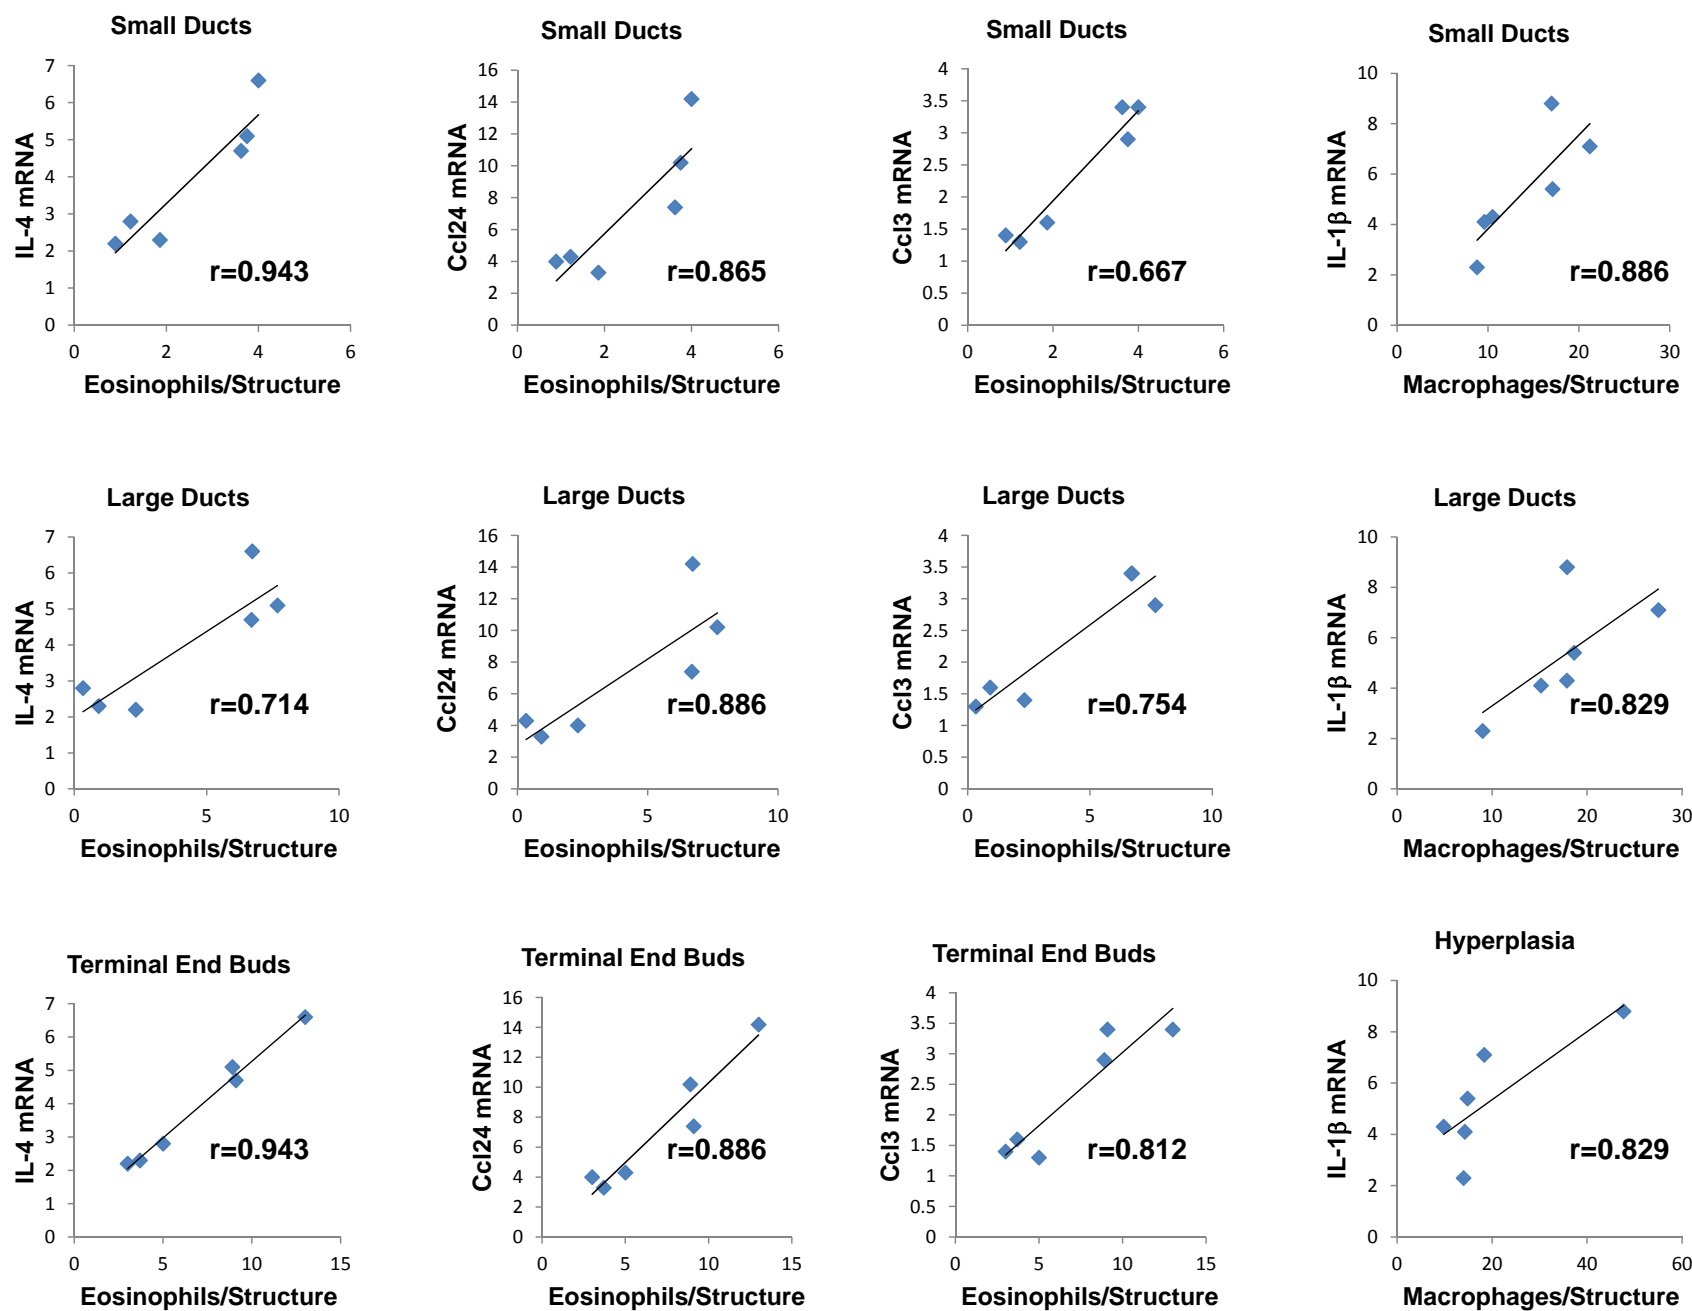 Small Ducts
7
6
5
4
3
2
1
0
0 2 4 6
IL-4 mRNA
Eosinophils/Structure
r=0.943
Small Ducts
16
14
12
10
8
6
4
2
0
0 2 4 6
Ccl24 mRNA
Eosinophils/Structure
r=0.865
Small Ducts
4
3.5
3
2.5
2
1.5
1
0.5
0
0 2 4 6
Ccl3 mRNA
Eosinophils/Structure
r=0.667
Small Ducts
10
8
6
4
2
0
0 10 20 30
IL-1β mRNA
Macrophages/Structure
r=0.886
Large Ducts
7
6
5
4
3
2
1
0
0 5 10
IL-4 mRNA
Eosinophils/Structure
r=0.714
Large Ducts
16
14
12
10
8
6
4
2
0
0 5 10
Ccl24 mRNA
Eosinophils/Structure
r=0.886
Large Ducts
4
3.5
3
2.5
2
1.5
1
0.5
0
0 5 10
Ccl3 mRNA
Eosinophils/Structure
r=0.754
Large Ducts
10
8
6
4
2
0
0 10 20 30
IL-1β mRNA
Macrophages/Structure
r=0.829
Terminal End Buds
7
6
5
4
3
2
1
0
0 5 10 15
IL-4 mRNA
Eosinophils/Structure
r=0.943
Terminal End Buds
16
14
12
10
8
6
4
2
0
0 5 10 15
Ccl24 mRNA
Eosinophils/Structure
r=0.886
Terminal End Buds
4
3.5
3
2.5
2
1.5
1
0.5
0
0 5 10 15
Ccl3 mRNA
Eosinophils/Structure
r=0.812
Hyperplasia
10
8
6
4
2
0
0 20 40 60
IL-1β mRNA
Macrophages/Structure
r=0.829